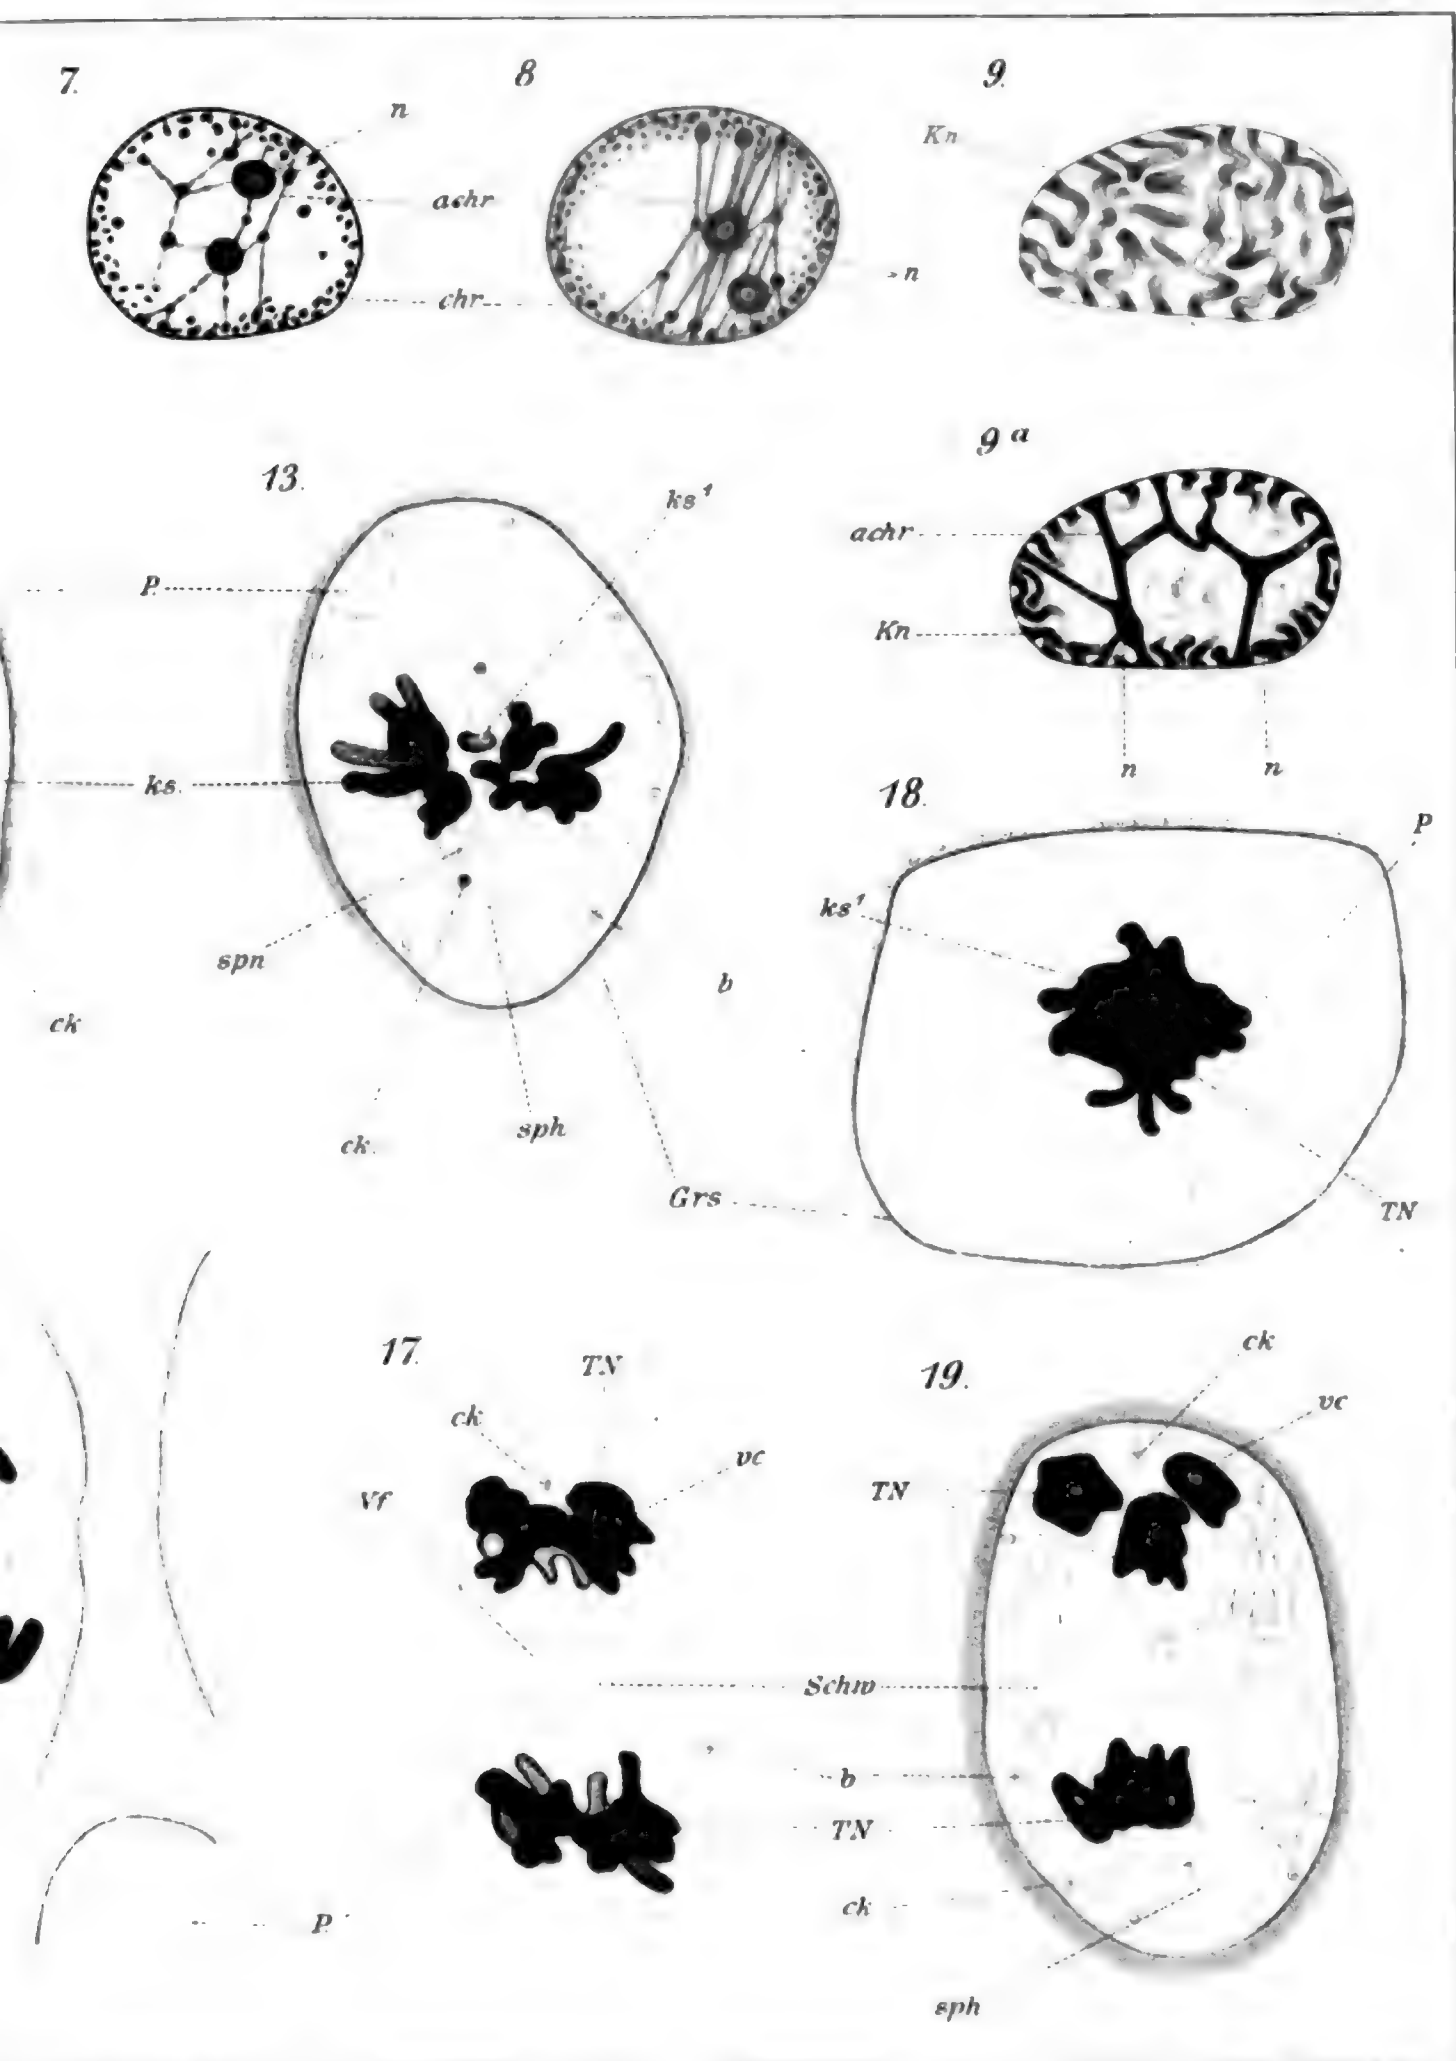 7. 8 9.
n
Kn
achr
n
chr
9 a
13.
ks¹
achr
P.
Kn
n n
ks.
18.
P
ks¹
spn
b
ck
sph
ck.
Grs
TN
17.
TN
ck
19.
ck
vc
vc
Vf
TN
Schw
b
TN
ck
P.
sph